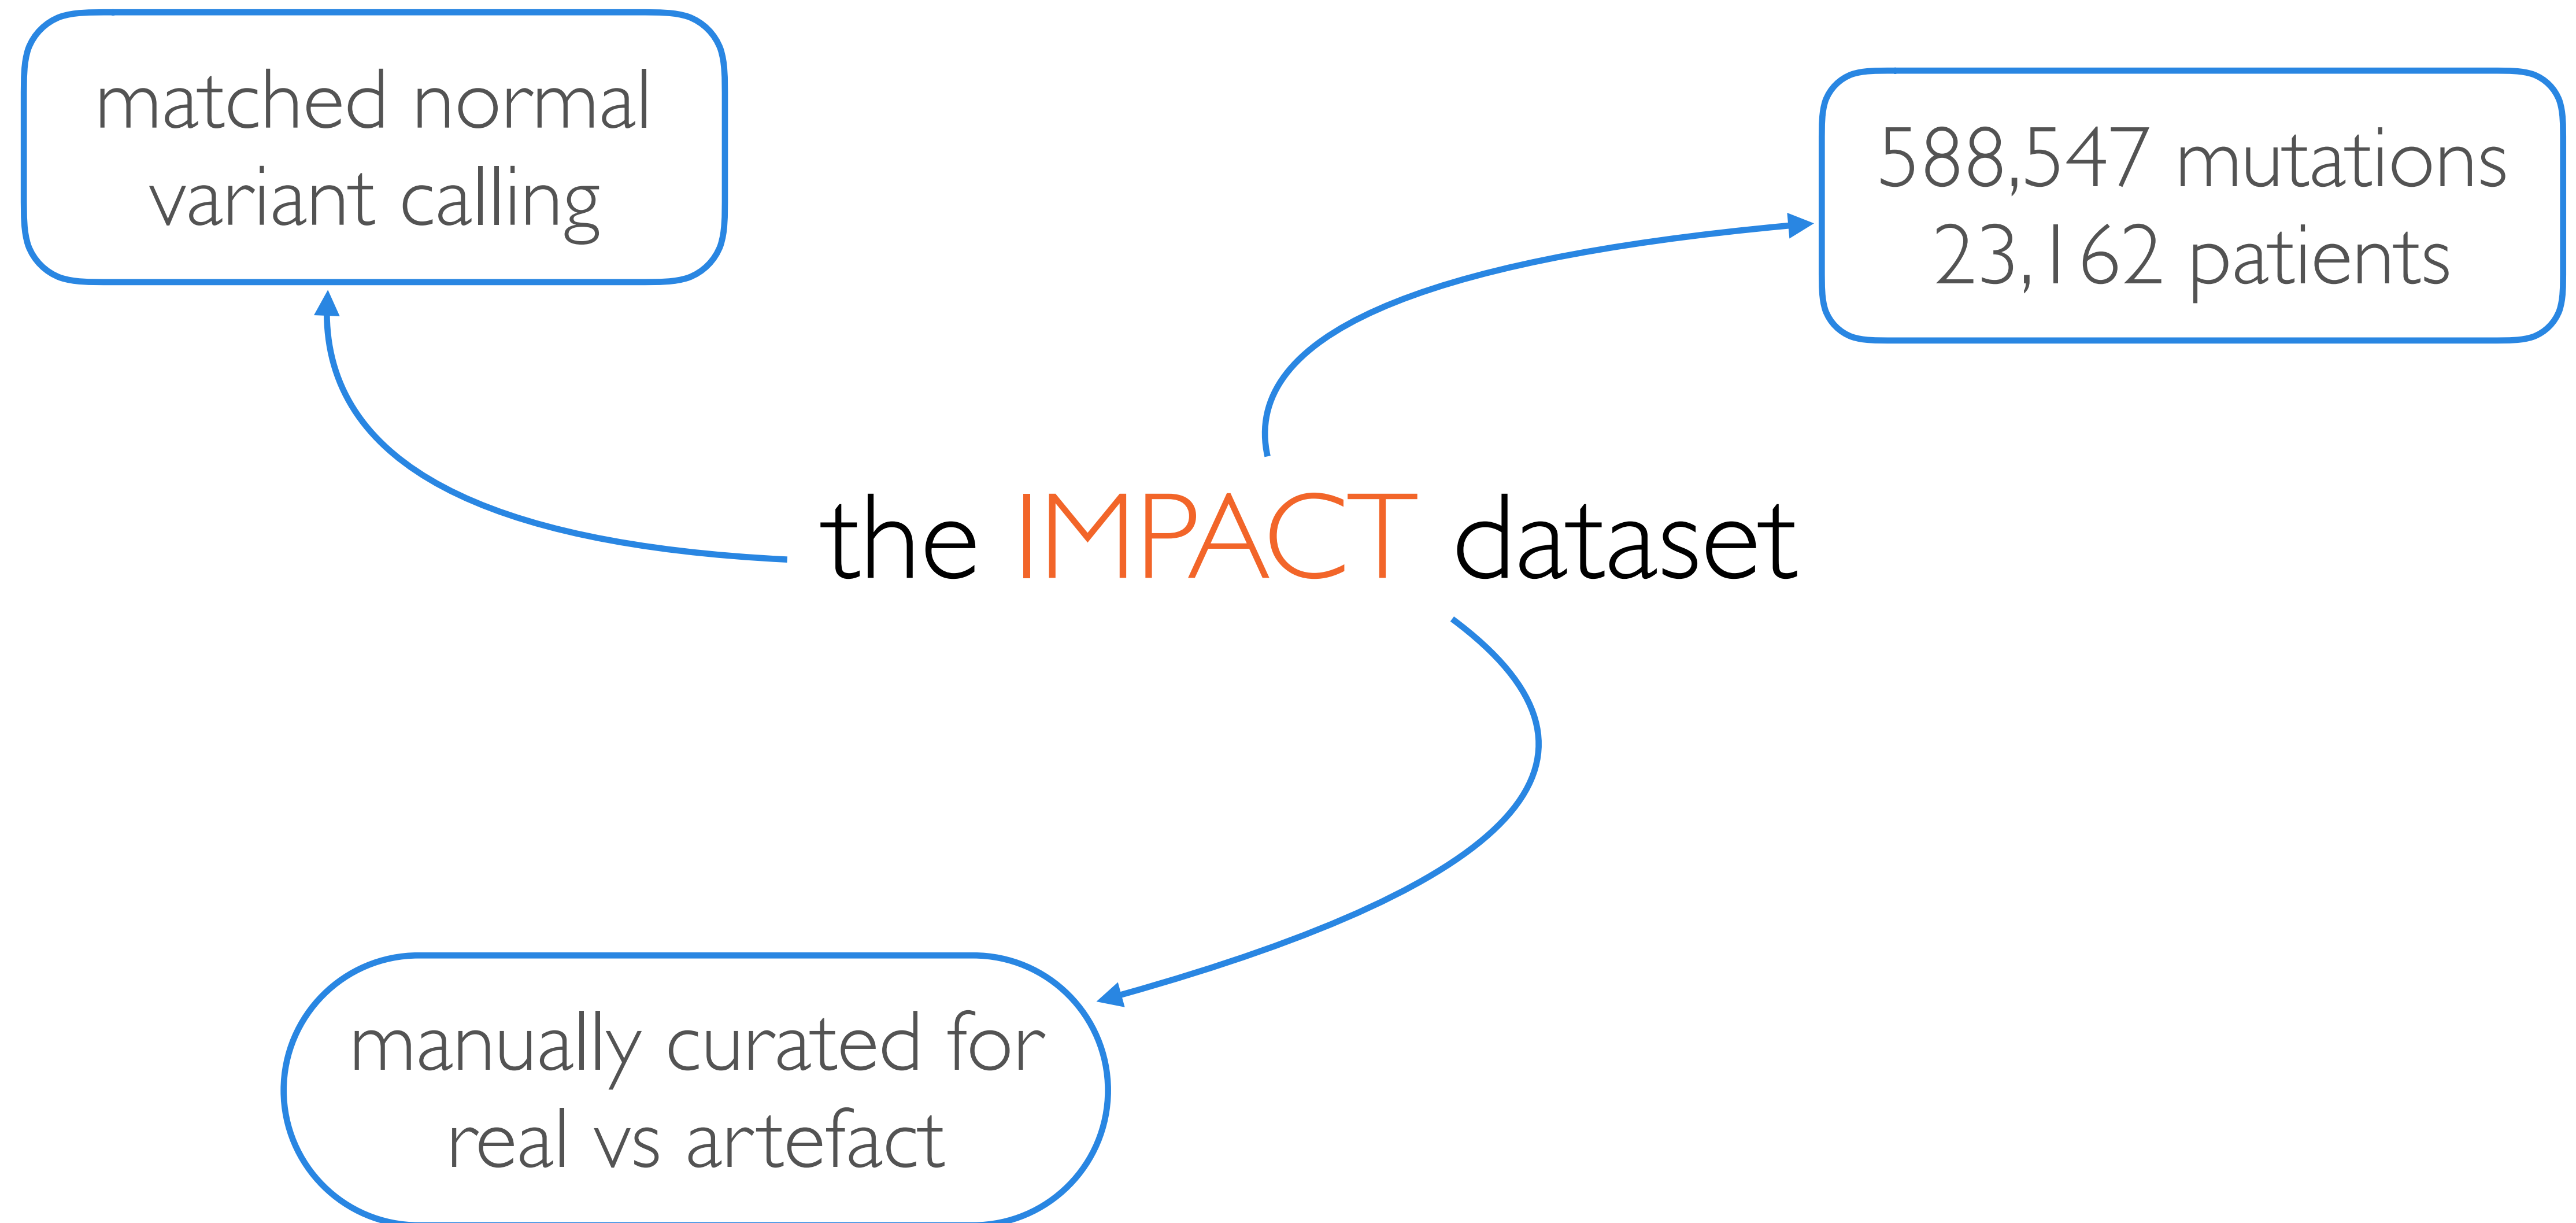 matched normal
variant calling
588,547 mutations
23,162 patients
the IMPACT dataset
manually curated for
real vs artefact